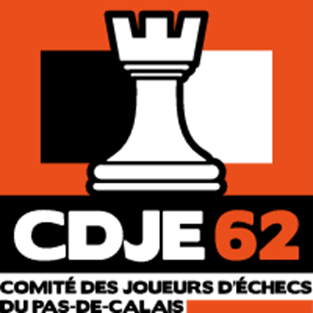 CDJE 62
COMITÉ DES JOUEURS D'ÉCHECS
DU PAS-DE-CALAIS